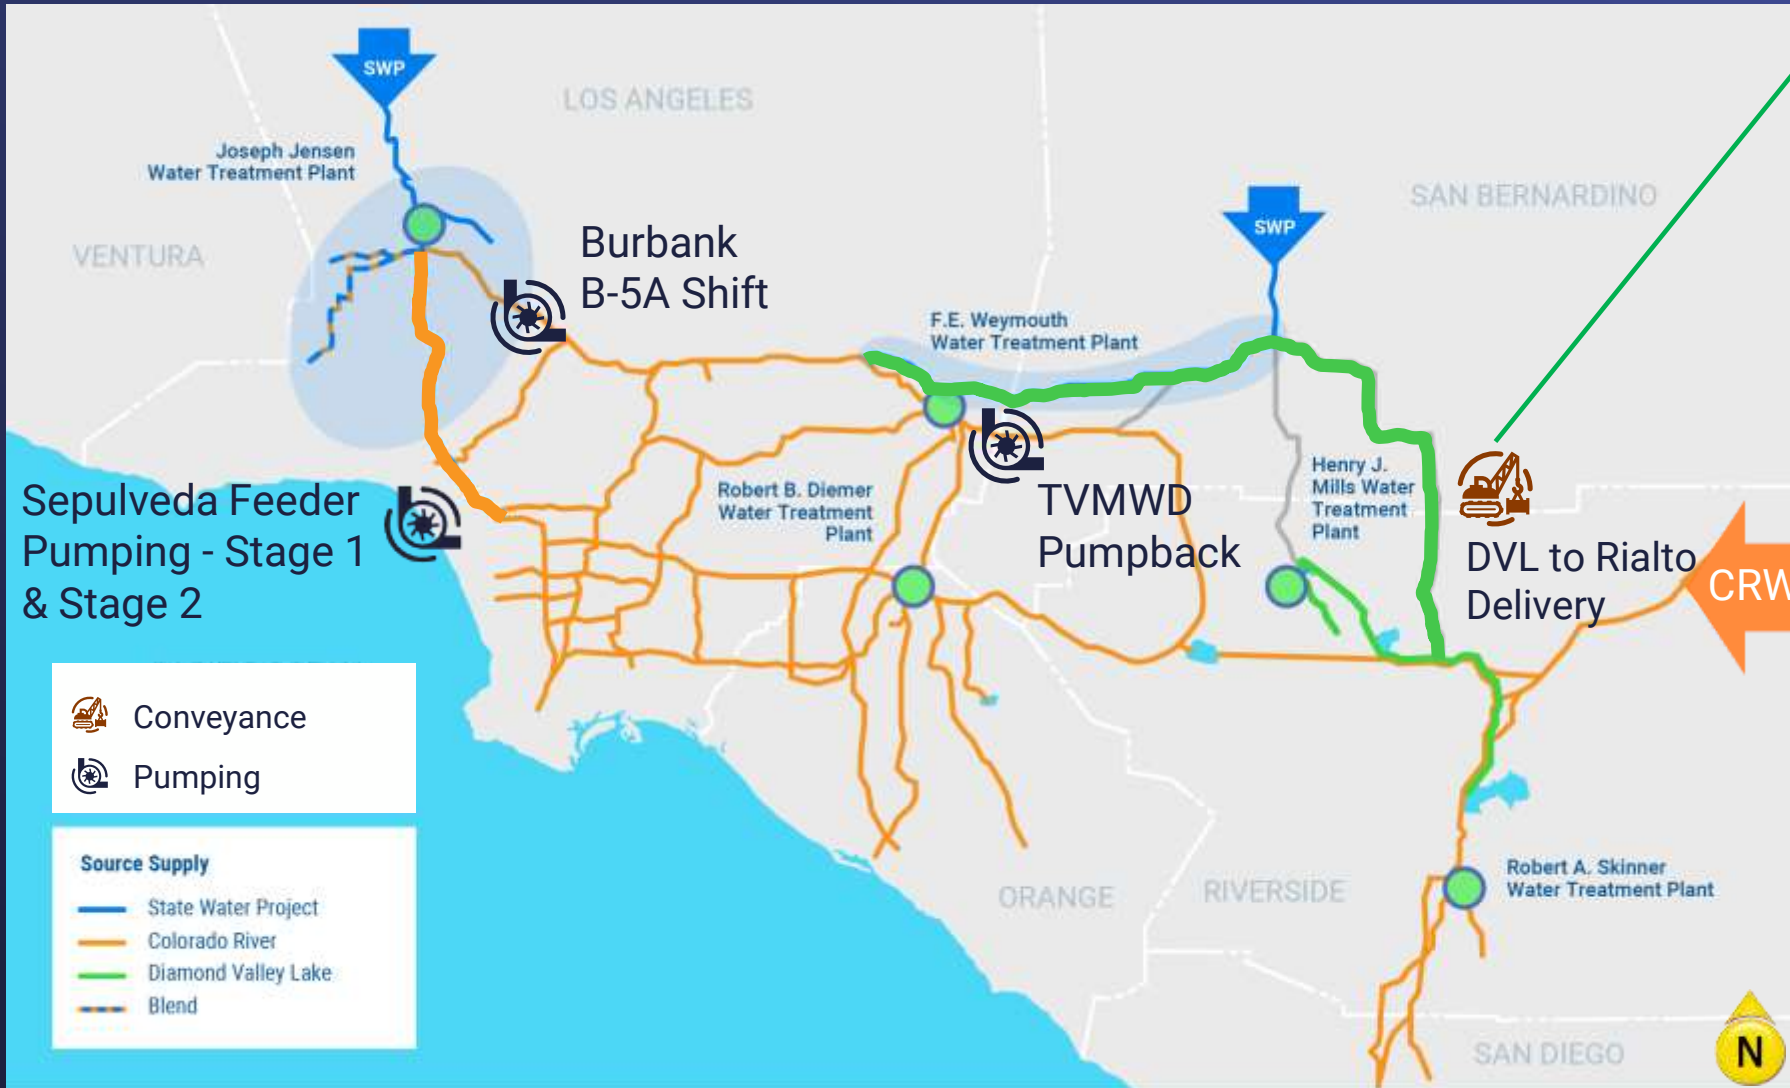 SWP
LOS ANGELES
Joseph Jensen
Water Treatment Plant
VENTURA
Burbank
B-5A Shift
SWP
SAN BERNARDINO
F.E. Weymouth
Water Treatment Plant
Sepulveda Feeder
Pumping - Stage 1
& Stage 2
Robert B. Diemer
Water Treatment
Plant
TVMWD
Pumpback
Henry J.
Mills Water
Treatment
Plant
DVL to Rialto
Delivery
CRW
Conveyance
Pumping
Source Supply
State Water Project
Colorado River
Diamond Valley Lake
Blend
ORANGE
RIVERSIDE
Robert A. Skinner
Water Treatment Plant
SAN DIEGO
N